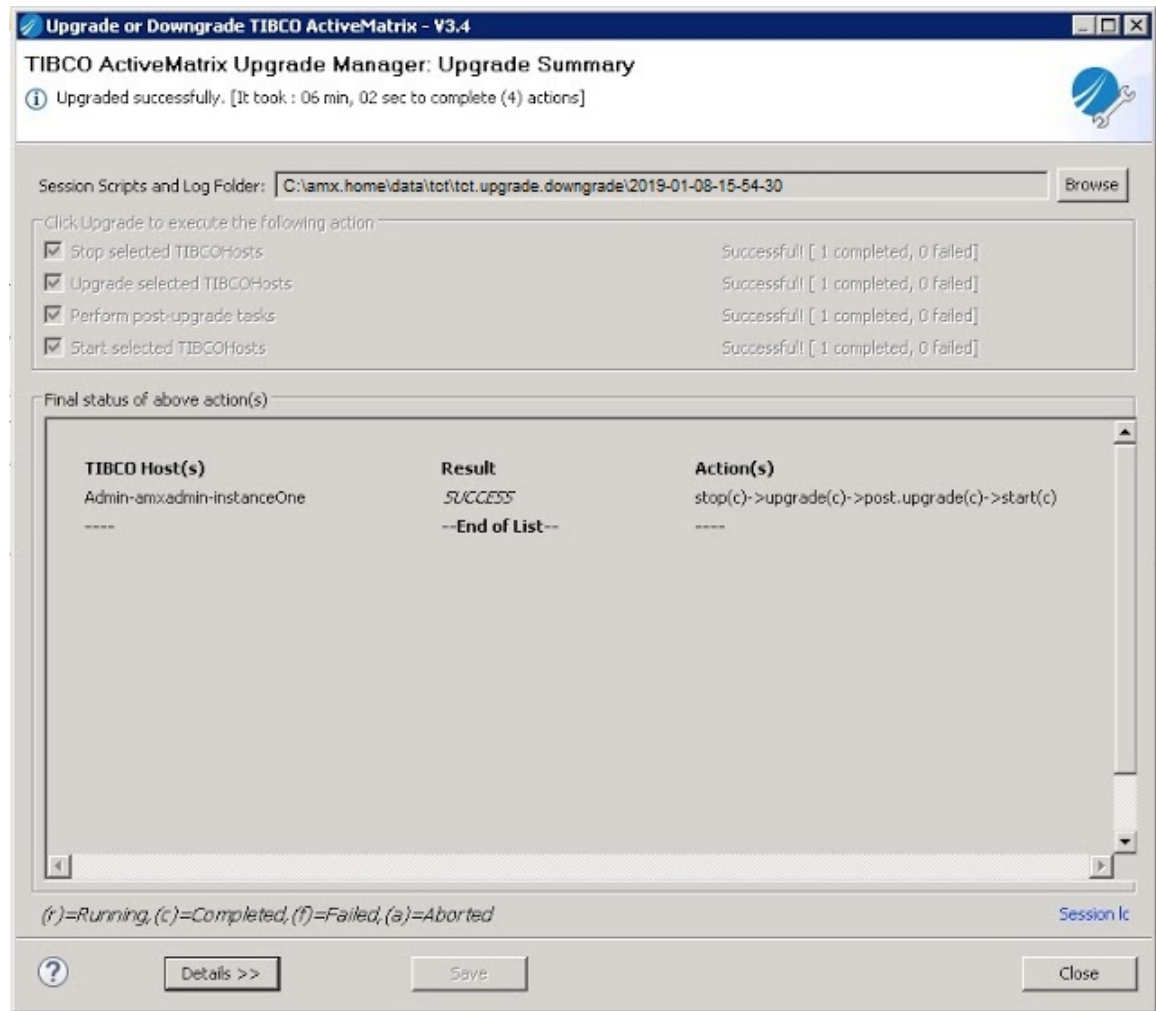 Upgrade or Downgrade TIBCO ActiveMatrix - V3.4
TIBCO ActiveMatrix Upgrade Manager: Upgrade Summary
Upgraded successfully. [It took : 06 min, 02 sec to complete (4) actions]
Session Scripts and Log Folder: C:\amx.home\data\tct\tct.upgrade.downgrade\2019-01-08-15-54-30 Browse
Click Upgrade to execute the following action
Stop selected TIBCOHosts Successful! [ 1 completed, 0 failed]
Upgrade selected TIBCOHosts Successful! [ 1 completed, 0 failed]
Perform post-upgrade tasks Successful! [ 1 completed, 0 failed]
Start selected TIBCOHosts Successful! [ 1 completed, 0 failed]
Final status of above action(s)
TIBCO Host(s) Result Action(s)
Admin-amxadmin-instanceOne SUCCESS stop(c)->upgrade(c)->post.upgrade(c)->start(c)
---- --End of List-- ----
(r)=Running, (c)=Completed, (f)=Failed, (a)=Aborted Session lc
? Details >> Save Close